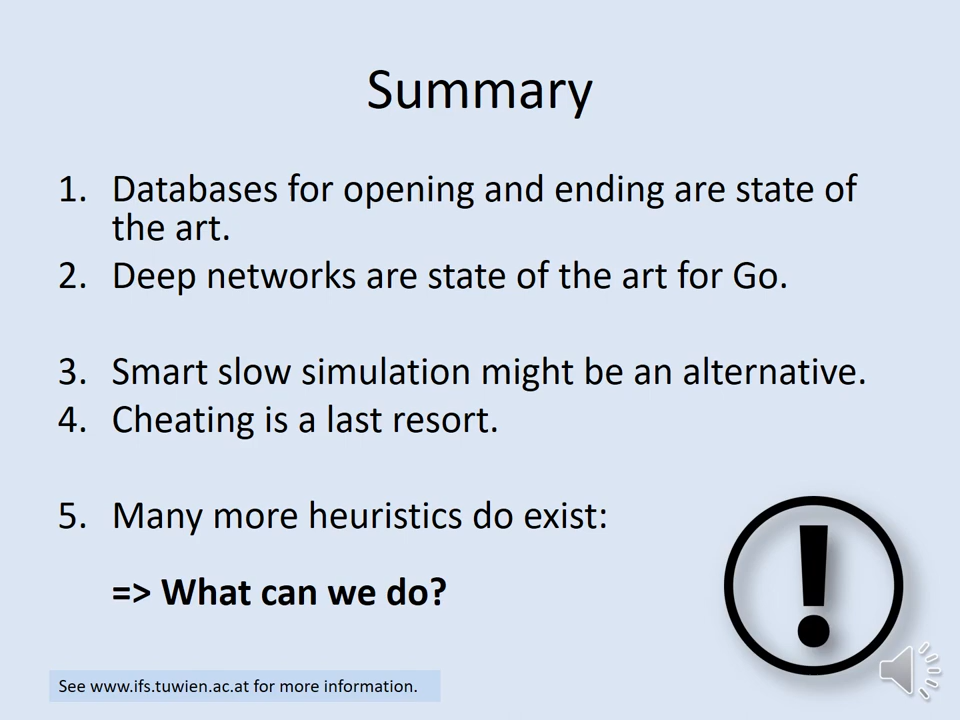 Summary
1. Databases for opening and ending are state of
the art.
2. Deep networks are state of the art for Go.
3. Smart slow simulation might be an alternative.
4. Cheating is a last resort.
5. Many more heuristics do exist:
=> What can we do?
!
See www.ifs.tuwien.ac.at for more information.